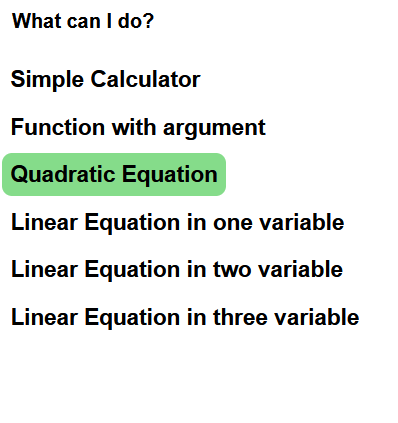 What can I do?
Simple Calculator
Function with argument
Quadratic Equation
Linear Equation in one variable
Linear Equation in two variable
Linear Equation in three variable